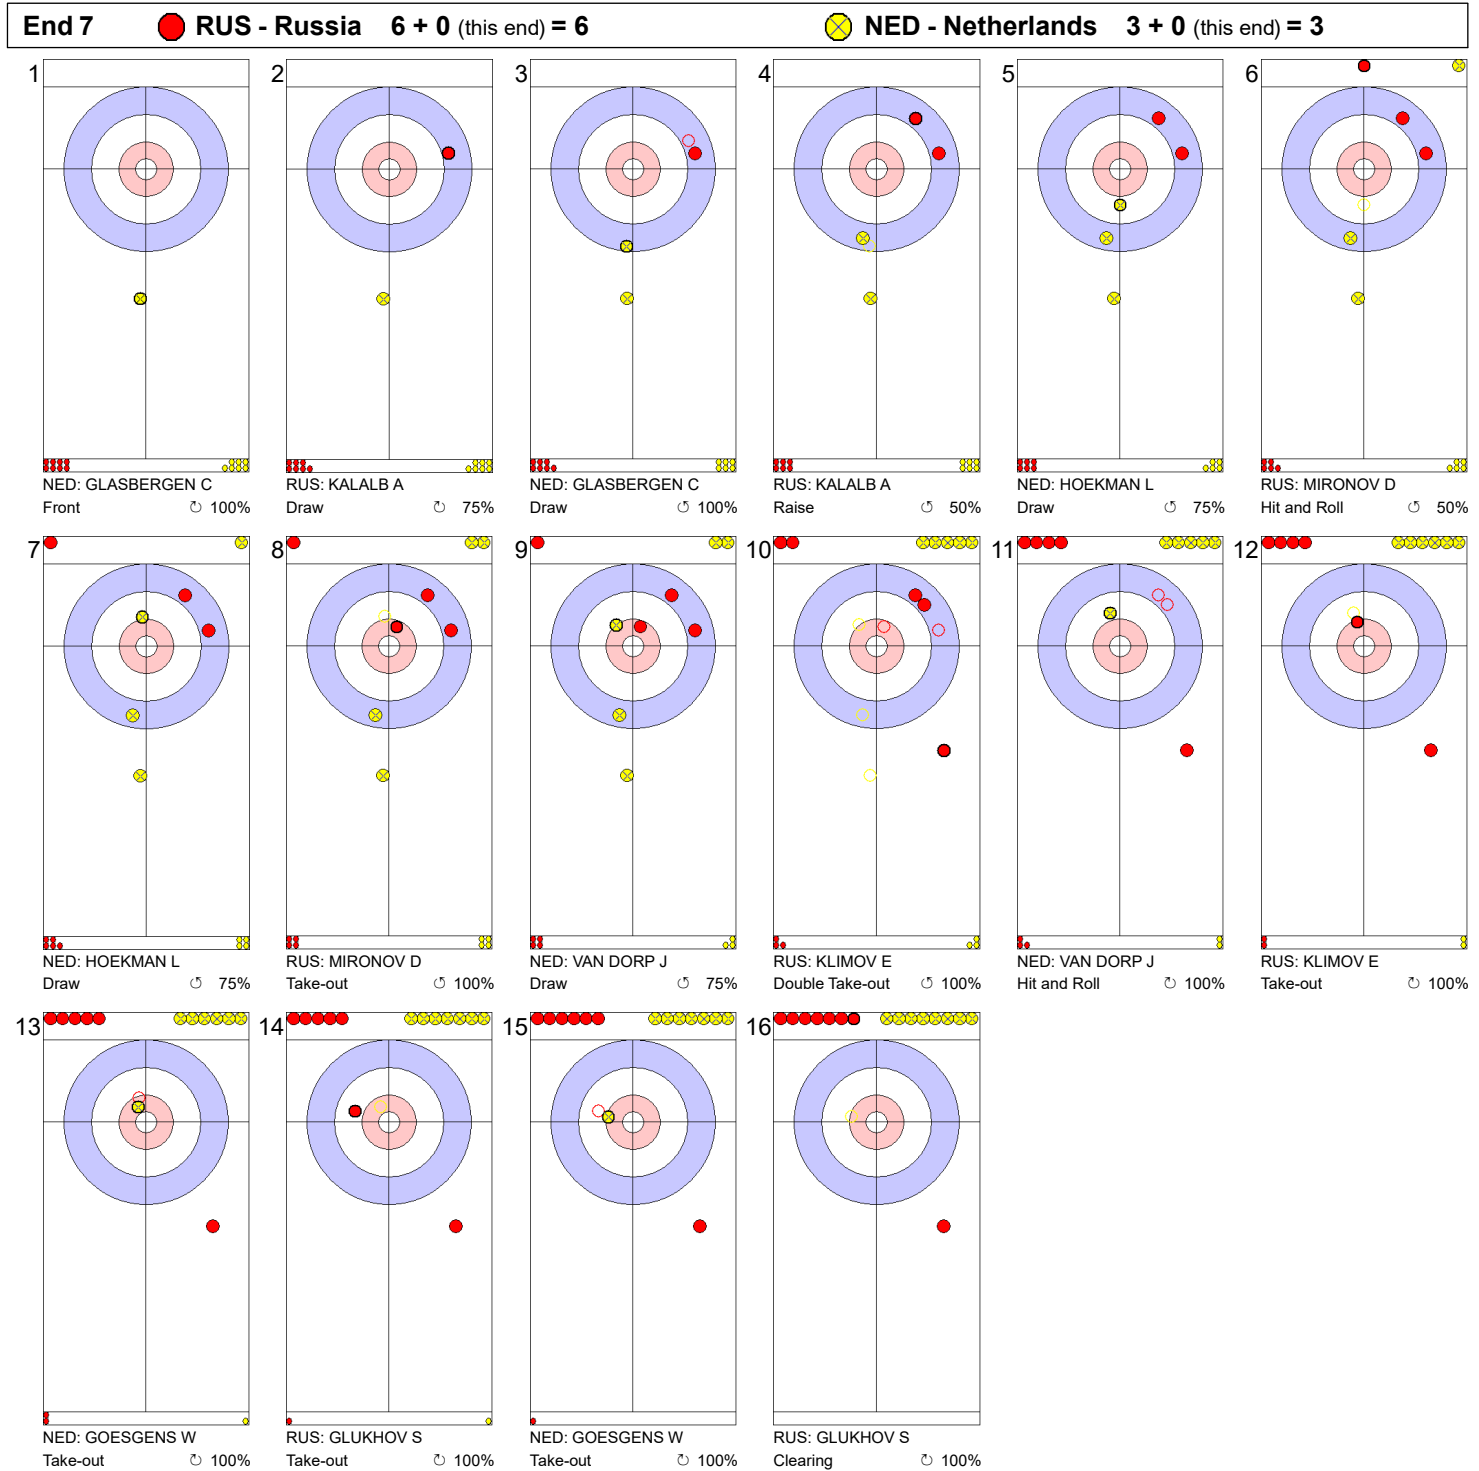 End 7 RUS - Russia 6 + 0 (this end) = 6 NED - Netherlands 3 + 0 (this end) = 3
1 2 3 4 5 6
NED: GLASBERGEN C RUS: KALALB A NED: GLASBERGEN C RUS: KALALB A NED: HOEKMAN L RUS: MIRONOV D
Front ↻ 100% Draw ↻ 75% Draw ↺ 100% Raise ↺ 50% Draw ↺ 75% Hit and Roll ↺ 50%
7 8 9 10 11 12
NED: HOEKMAN L RUS: MIRONOV D NED: VAN DORP J RUS: KLIMOV E NED: VAN DORP J RUS: KLIMOV E
Draw ↺ 75% Take-out ↻ 100% Draw ↺ 75% Double Take-out ↺ 100% Hit and Roll ↻ 100% Take-out ↻ 100%
13 14 15 16
NED: GOESGENS W RUS: GLUKHOV S NED: GOESGENS W RUS: GLUKHOV S
Take-out ↻ 100% Take-out ↻ 100% Take-out ↻ 100% Clearing ↻ 100%